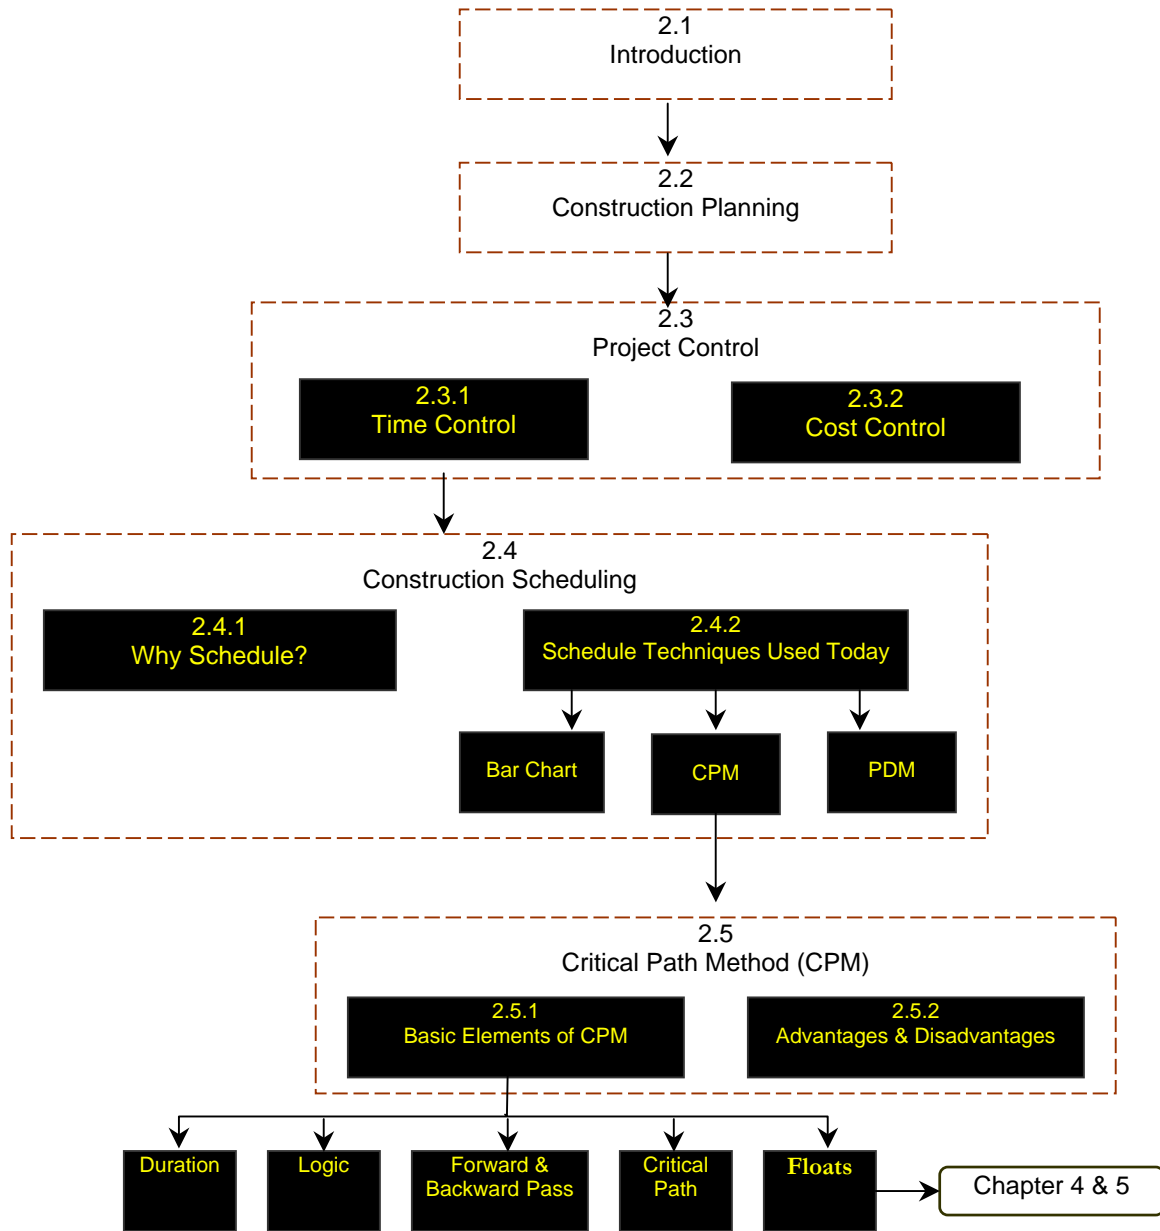 2.1
Introduction
2.2
Construction Planning
2.3
Project Control
2.3.1
Time Control
2.3.2
Cost Control
2.4
Construction Scheduling
2.4.1
Why Schedule?
2.4.2
Schedule Techniques Used Today
Bar Chart
CPM
PDM
2.5
Critical Path Method (CPM)
2.5.1
Basic Elements of CPM
2.5.2
Advantages & Disadvantages
Duration
Logic
Forward &
Backward Pass
Critical
Path
Floats
Chapter 4 & 5